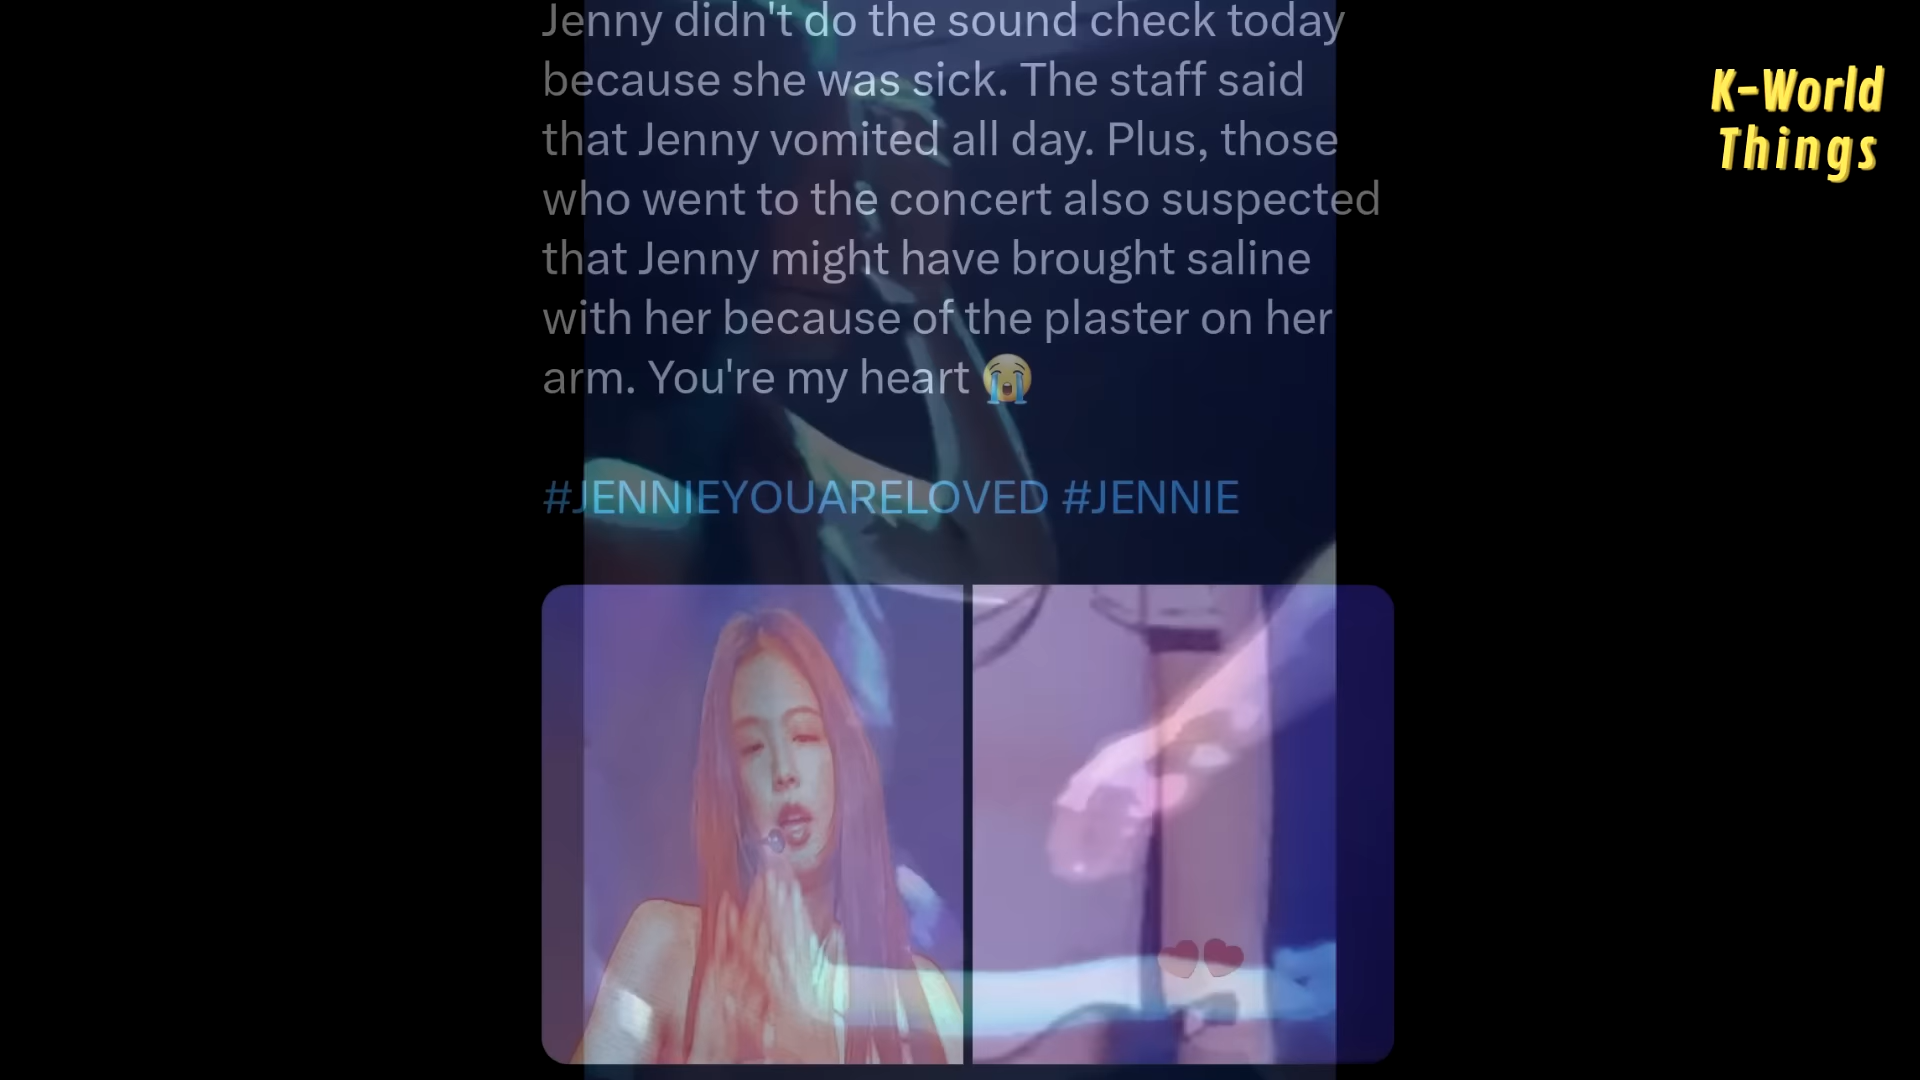 Jenny didn't do the sound check today
because she was sick. The staff said
that Jenny vomited all day. Plus, those
who went to the concert also suspected
that Jenny might have brought saline
with her because of the plaster on her
arm. You're my heart 😭
#JENNIEYOUARELOVED #JENNIE
K-World
Things